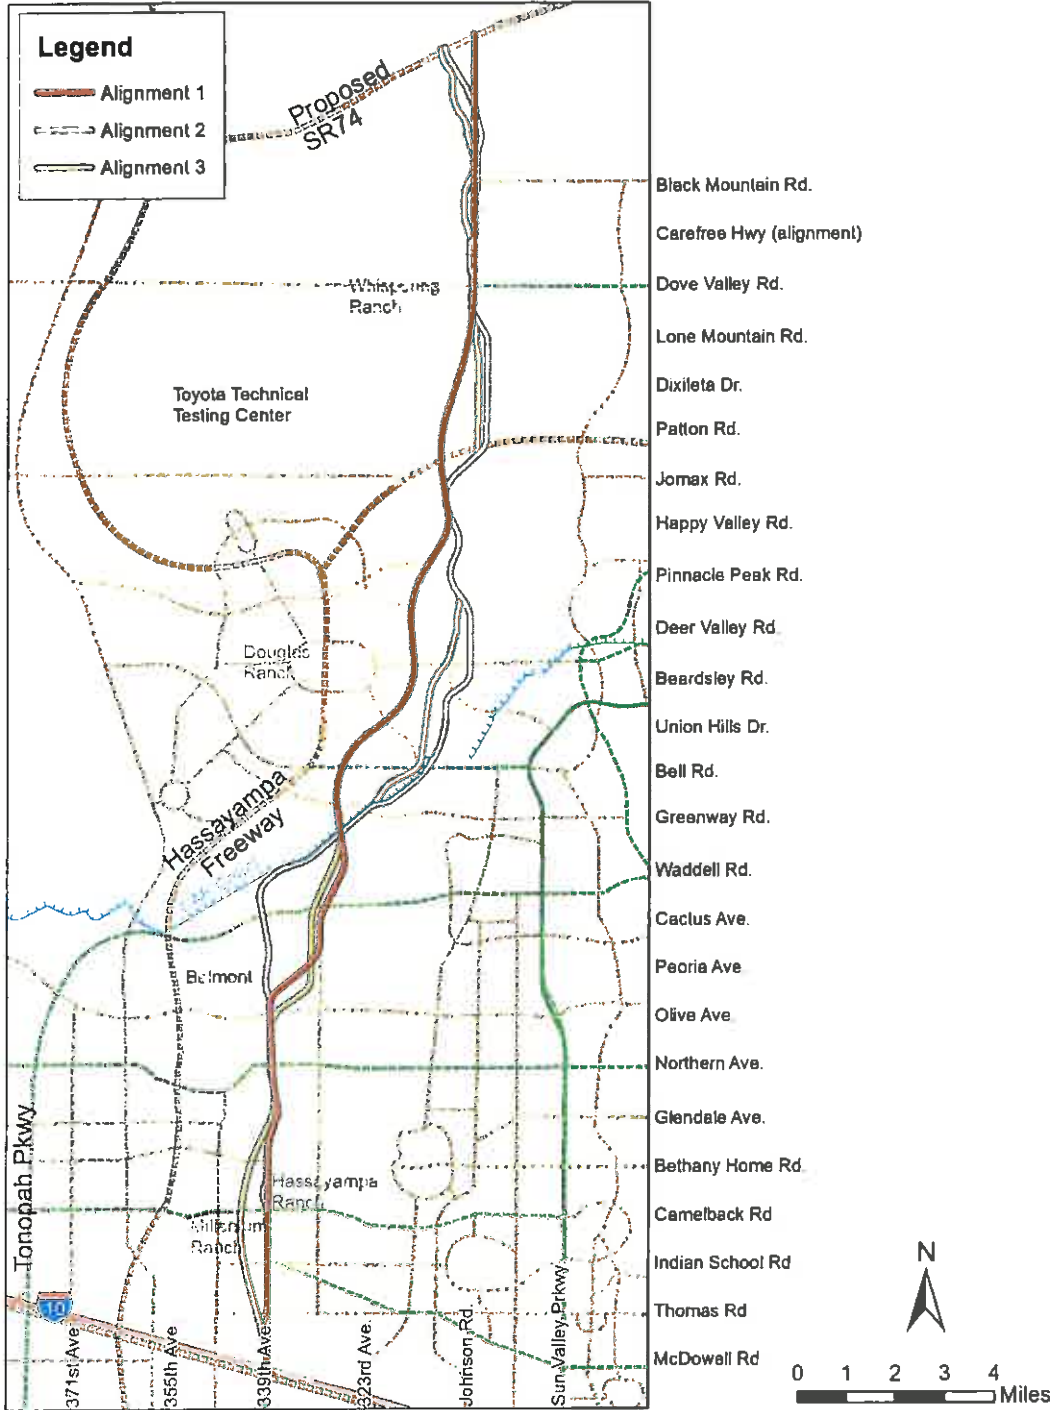 Legend
Alignment 1
Alignment 2
Alignment 3
Proposed
SR74
Black Mountain Rd.
Carefree Hwy (alignment)
Whispering
Ranch
Dove Valley Rd.
Lone Mountain Rd.
Toyota Technical
Testing Center
Dixileta Dr.
Patton Rd.
Jomax Rd.
Happy Valley Rd.
Pinnacle Peak Rd.
Deer Valley Rd.
Douglas
Ranch
Beardsley Rd.
Union Hills Dr.
Bell Rd.
Hassayampa
Freeway
Greenway Rd.
Waddell Rd.
Cactus Ave.
Belmont
Peoria Ave
Olive Ave
Northern Ave.
Glendale Ave.
Bethany Home Rd
Hassayampa
Ranch
Camelback Rd
Millenium
Ranch
Indian School Rd
Thomas Rd
McDowell Rd
Tonopah Pkwy
10
371st Ave
355th Ave
339th Ave
323rd Ave.
Johnson Rd.
Sun Valley Prkwy
N
0 1 2 3 4
Miles